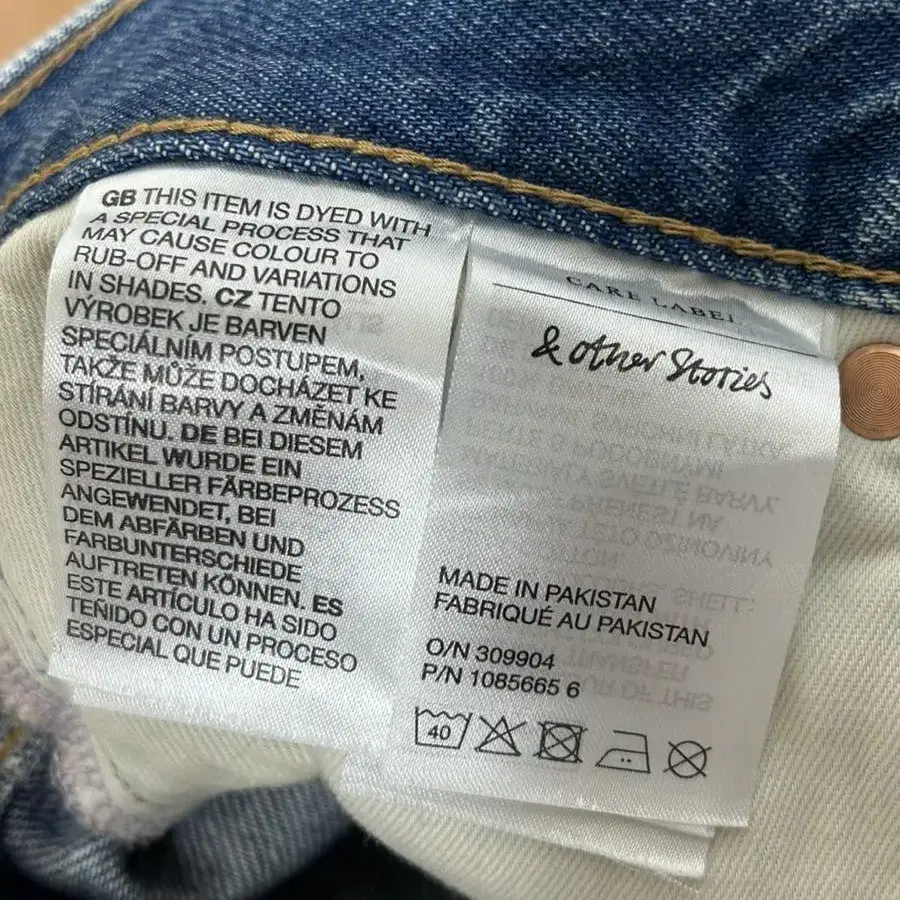 GB THIS ITEM IS DYED WITH
A SPECIAL PROCESS THAT
MAY CAUSE COLOUR TO
RUB-OFF AND VARIATIONS
IN SHADES. CZ TENTO
VÝROBEK JE BARVEN
SPECIÁLNÍM POSTUPEM,
TAKŽE MŮŽE DOCHÁZET KE
STÍRÁNÍ BARVY A ZMĚNÁM
ODSTÍNU. DE BEI DIESEM
ARTIKEL WURDE EIN
SPEZIELLER FÄRBEPROZESS
ANGEWENDET, BEI
DEM ABFÄRBEN UND
FARBUNTERSCHIEDE
AUFTRETEN KÖNNEN. ES
ESTE ARTÍCULO HA SIDO
TEÑIDO CON UN PROCESO
ESPECIAL QUE PUEDE
CARE LABEL
& other Stories
MADE IN PAKISTAN
FABRIQUÉ AU PAKISTAN
O/N 309904
P/N 1085665 6
40